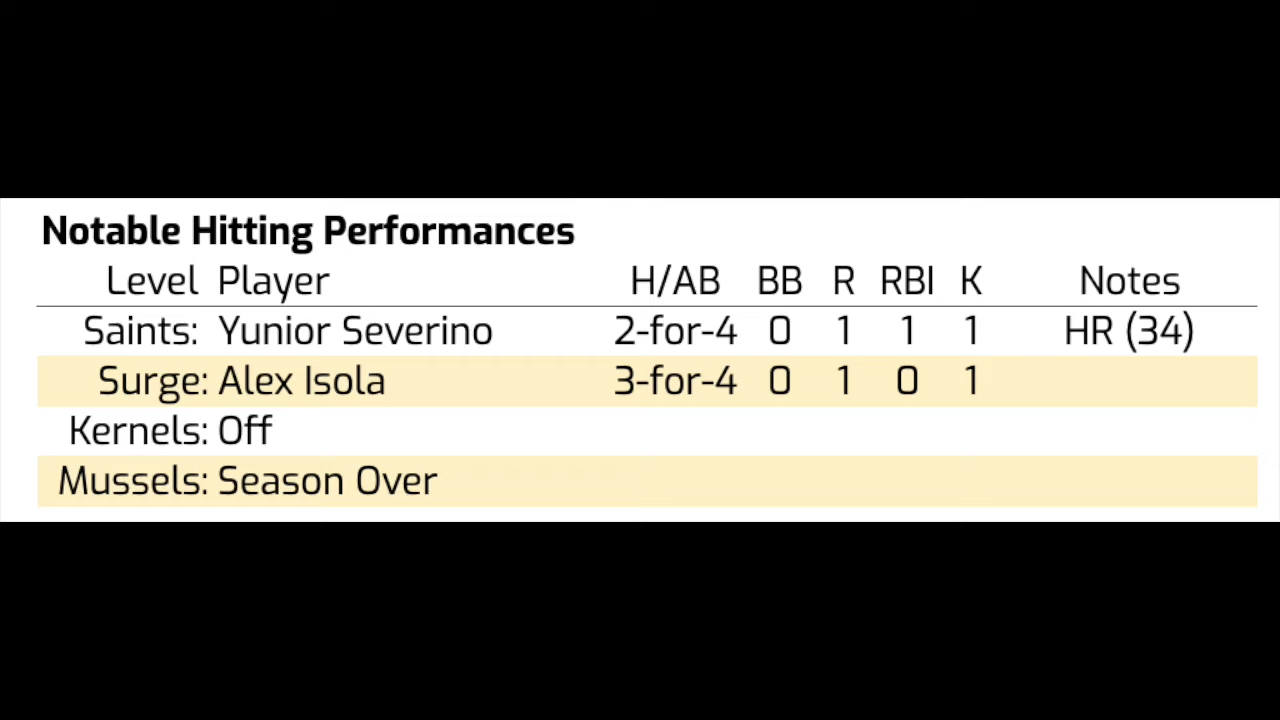 Notable Hitting Performances
Level Player H/AB BB R RBI K Notes
Saints: Yunior Severino 2-for-4 0 1 1 1 HR (34)
Surge: Alex Isola 3-for-4 0 1 0 1
Kernels: Off
Mussels: Season Over